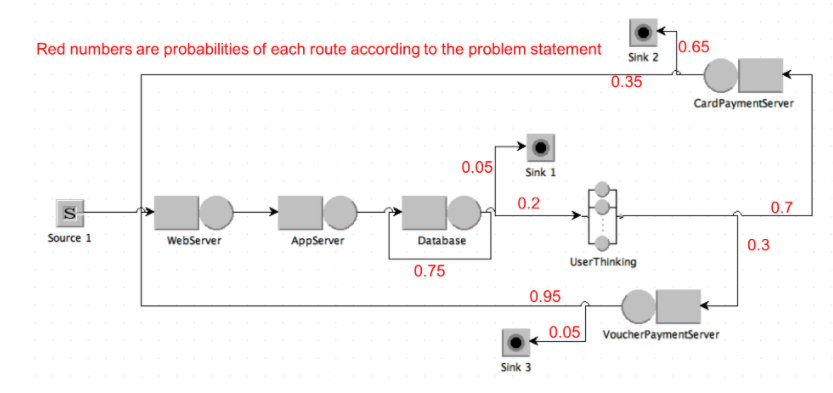 Red numbers are probabilities of each route according to the problem statement
Sink 2
0.65
0.35
CardPaymentServer
0.05
Sink 1
S
Source 1
WebServer
AppServer
Database
0.2
0.7
UserThinking
0.3
0.75
0.95
0.05
VoucherPaymentServer
Sink 3